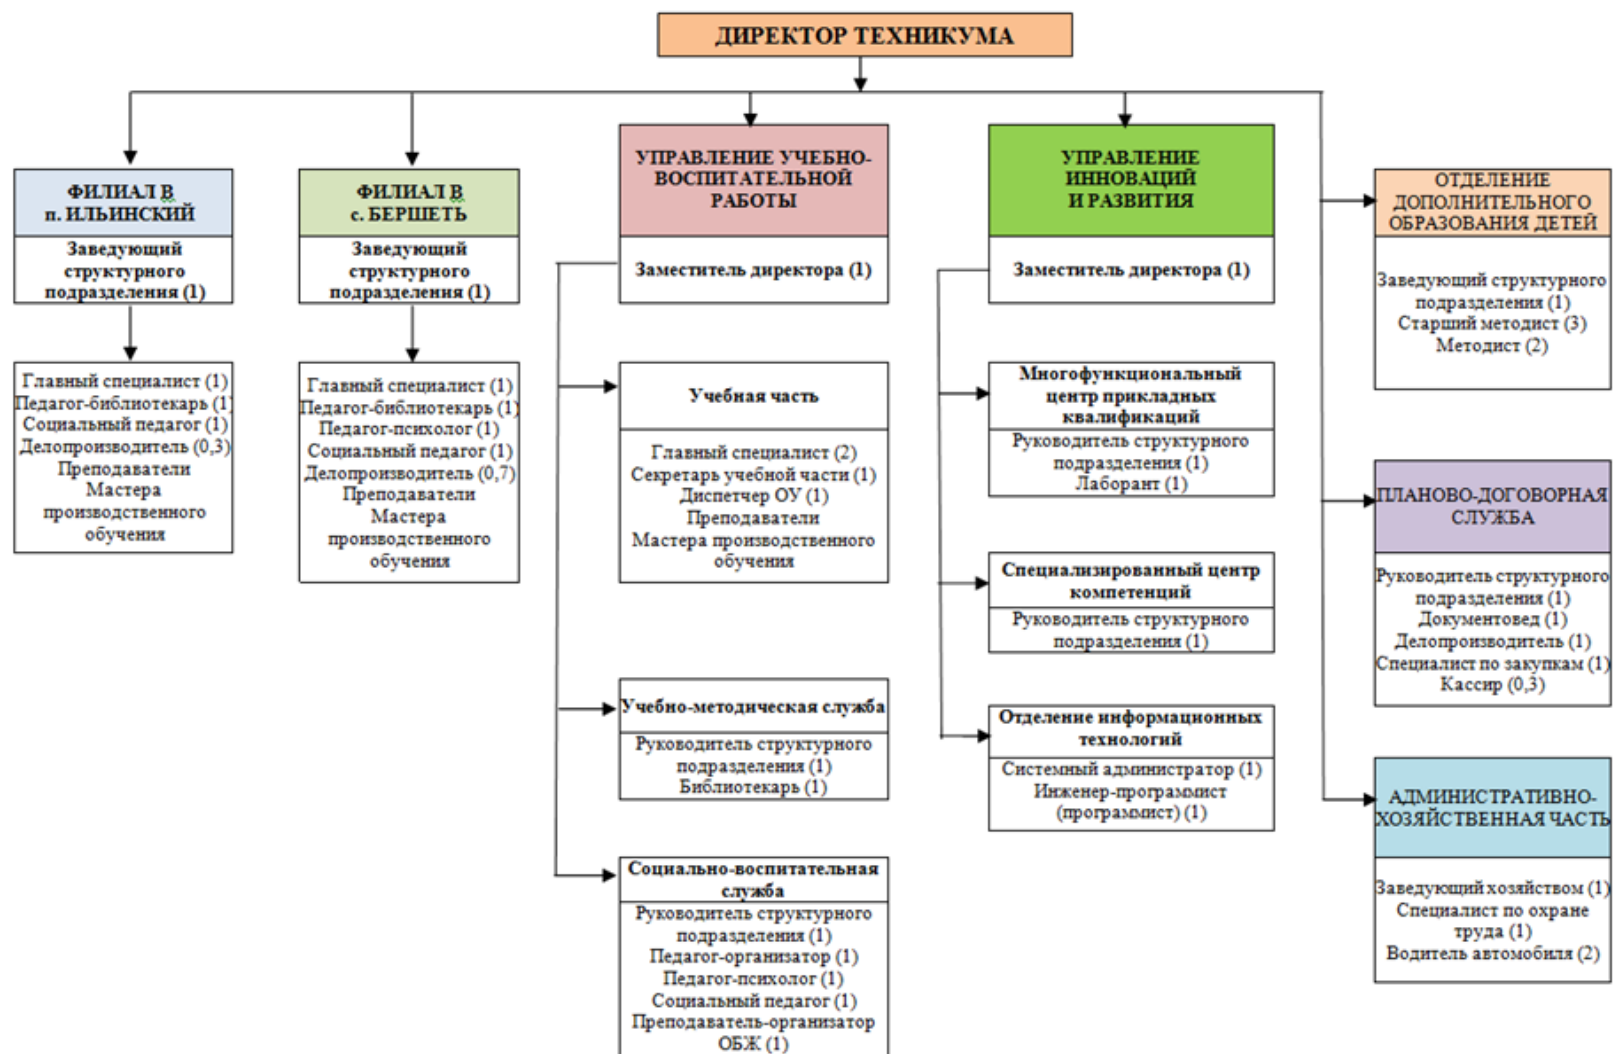 ДИРЕКТОР ТЕХНИКУМА
ФИЛИАЛ В
п. ИЛЬИНСКИЙ
Заведующий
структурного
подразделения (1)
Главный специалист (1)
Педагог-библиотекарь (1)
Социальный педагог (1)
Делопроизводитель (0,3)
Преподаватели
Мастера
производственного
обучения
ФИЛИАЛ В
с. БЕРШЕТЬ
Заведующий
структурного
подразделения (1)
Главный специалист (1)
Педагог-библиотекарь (1)
Педагог-психолог (1)
Социальный педагог (1)
Делопроизводитель (0,7)
Преподаватели
Мастера
производственного
обучения
УПРАВЛЕНИЕ УЧЕБНО-
ВОСПИТАТЕЛЬНОЙ
РАБОТЫ
Заместитель директора (1)
Учебная часть
Главный специалист (2)
Секретарь учебной части (1)
Диспетчер ОУ (1)
Преподаватели
Мастера производственного
обучения
Учебно-методическая служба
Руководитель структурного
подразделения (1)
Библиотекарь (1)
Социально-воспитательная
служба
Руководитель структурного
подразделения (1)
Педагог-организатор (1)
Педагог-психолог (1)
Социальный педагог (1)
Преподаватель-организатор
ОБЖ (1)
УПРАВЛЕНИЕ
ИННОВАЦИЙ
И РАЗВИТИЯ
Заместитель директора (1)
Многофункциональный
центр прикладных
квалификаций
Руководитель структурного
подразделения (1)
Лаборант (1)
Специализированный центр
компетенций
Руководитель структурного
подразделения (1)
Отделение информационных
технологий
Системный администратор (1)
Инженер-программист
(программист) (1)
ОТДЕЛЕНИЕ
ДОПОЛНИТЕЛЬНОГО
ОБРАЗОВАНИЯ ДЕТЕЙ
Заведующий структурного
подразделения (1)
Старший методист (3)
Методист (2)
ПЛАНОВО-ДОГОВОРНАЯ
СЛУЖБА
Руководитель структурного
подразделения (1)
Документовед (1)
Делопроизводитель (1)
Специалист по закупкам (1)
Кассир (0,3)
АДМИНИСТРАТИВНО-
ХОЗЯЙСТВЕННАЯ ЧАСТЬ
Заведующий хозяйством (1)
Специалист по охране
труда (1)
Водитель автомобиля (2)